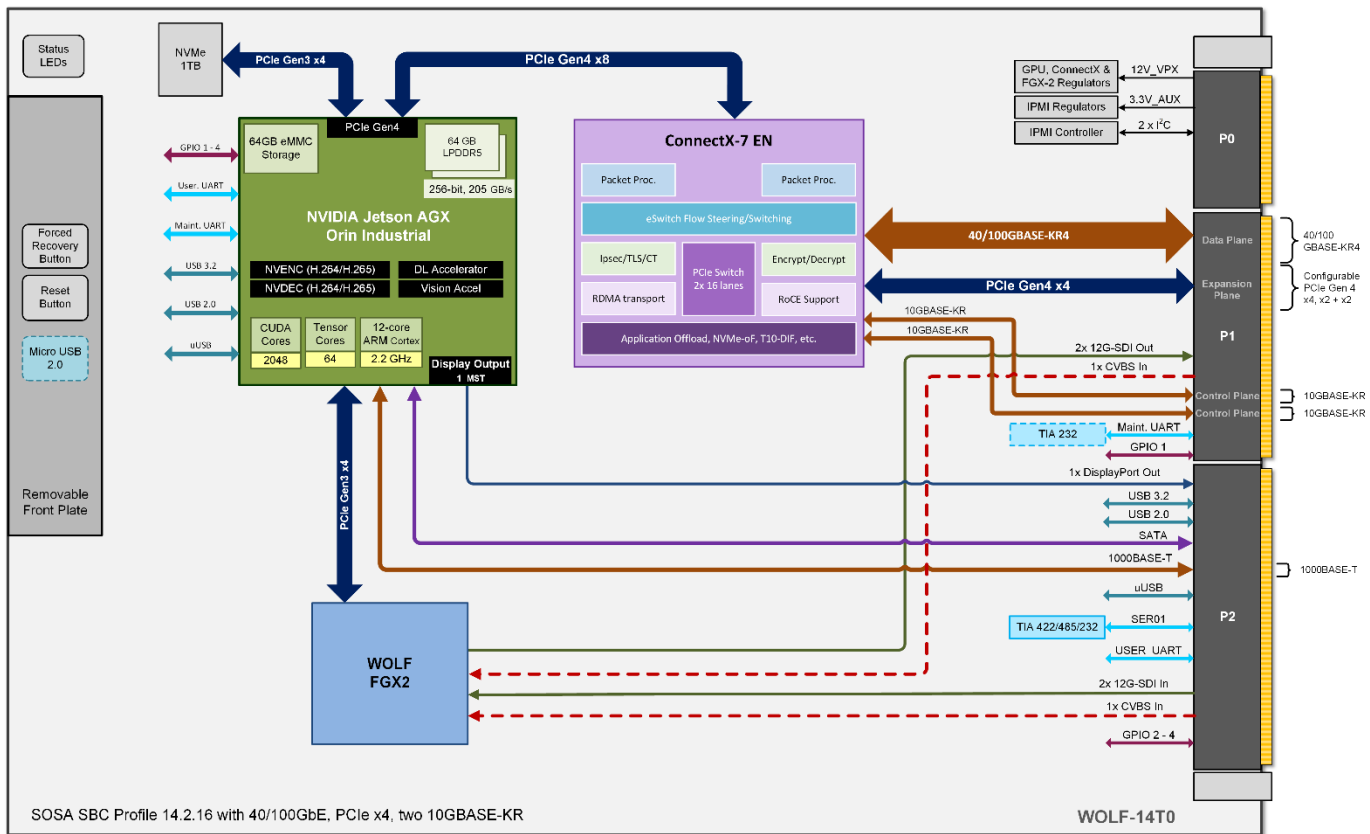 Status
LEDs
NVMe
1TB
PCIe Gen3 x4
PCIe Gen4 x8
GPU, ConnectX &
FGX-2 Regulators
12V_VPX
IPMI Regulators
3.3V_AUX
IPMI Controller
2 x I²C
P0
GPIO 1 - 4
User. UART
Maint. UART
USB 3.2
USB 2.0
uUSB
PCIe Gen4
64GB eMMC
Storage
64 GB
LPDDR5
256-bit, 205 GB/s
NVIDIA Jetson AGX
Orin Industrial
NVENC (H.264/H.265)
DL Accelerator
NVDEC (H.264/H.265)
Vision Accel
CUDA
Cores
2048
Tensor
Cores
64
12-core
ARM Cortex
2.2 GHz
Display Output
1 MST
ConnectX-7 EN
Packet Proc.
Packet Proc.
eSwitch Flow Steering/Switching
Ipsec/TLS/CT
PCIe Switch
2x 16 lanes
Encrypt/Decrypt
RDMA transport
RoCE Support
Application Offload, NVMe-oF, T10-DIF, etc.
40/100GBASE-KR4
PCIe Gen4 x4
10GBASE-KR
10GBASE-KR
2x 12G-SDI Out
1x CVBS In
TIA 232
Maint. UART
GPIO 1
Data Plane
Expansion
Plane
P1
Control Plane
Control Plane
40/100
GBASE-KR4
Configurable
PCIe Gen 4
x4, x2 + x2
10GBASE-KR
10GBASE-KR
Forced
Recovery
Button
Reset
Button
Micro USB
2.0
Removable
Front Plate
PCIe Gen3 x4
WOLF
FGX2
1x DisplayPort Out
USB 3.2
USB 2.0
SATA
1000BASE-T
uUSB
TIA 422/485/232
SER01
USER UART
2x 12G-SDI In
1x CVBS In
GPIO 2 - 4
P2
1000BASE-T
SOSA SBC Profile 14.2.16 with 40/100GbE, PCIe x4, two 10GBASE-KR
WOLF-14T0